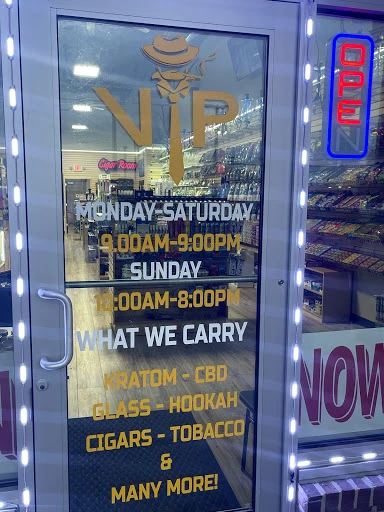 VIP
OPEN
Cigar Room
MONDAY-SATURDAY
9:00AM-9:00PM
SUNDAY
10:00AM-8:00PM
WHAT WE CARRY
KRATOM - CBD
GLASS - HOOKAH
CIGARS - TOBACCO
&
MANY MORE!
NOW